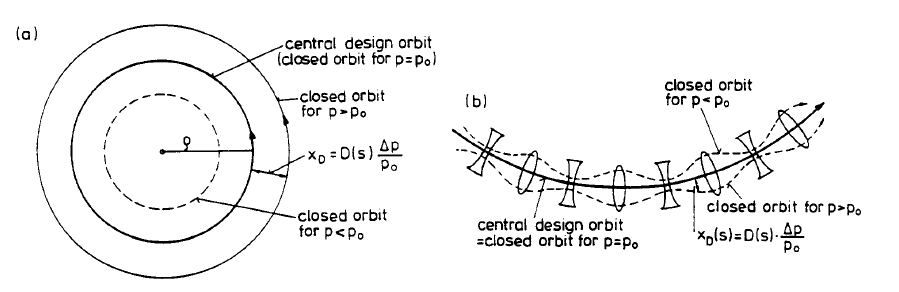 (a)
central design orbit
(closed orbit for p=p₀)
closed orbit
for p>p₀
ρ
x_D = D(s) Δp/p₀
closed orbit
for p<p₀
(b)
closed orbit
for p<p₀
closed orbit for p>p₀
central design orbit
=closed orbit for p=p₀
x_D(s)=D(s)·Δp/p₀